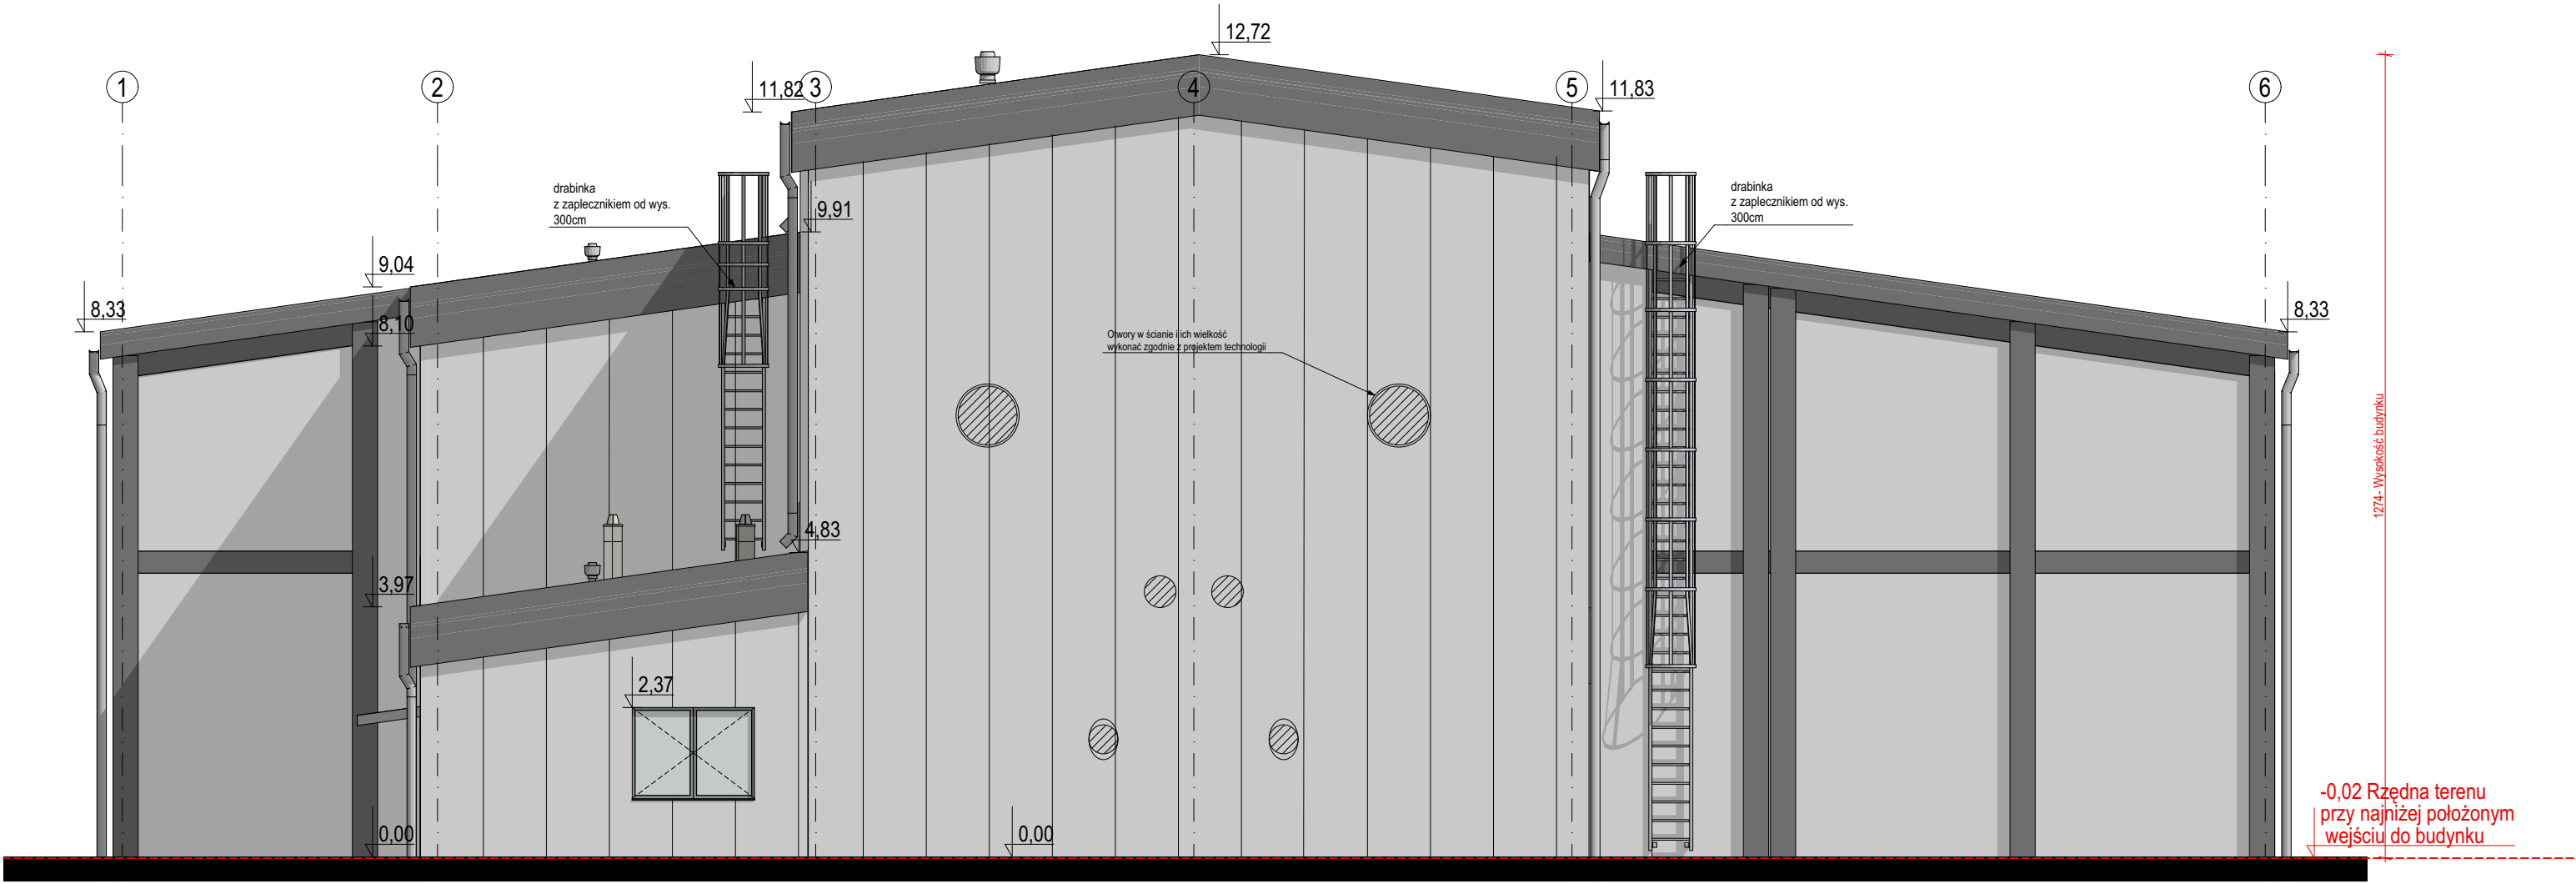 12,72
1
2
11,82
3
4
5
11,83
6
drabinka
z zaplecznikiem od wys.
300cm
drabinka
z zaplecznikiem od wys.
300cm
9,91
9,04
8,33
8,10
8,33
Otwory w ścianie i ich wielkość
wykonać zgodnie z projektem technologii
1274- Wysokość budynku
4,83
3,97
2,37
0,00
0,00
-0,02 Rzędna terenu
przy najniżej położonym
wejściu do budynku